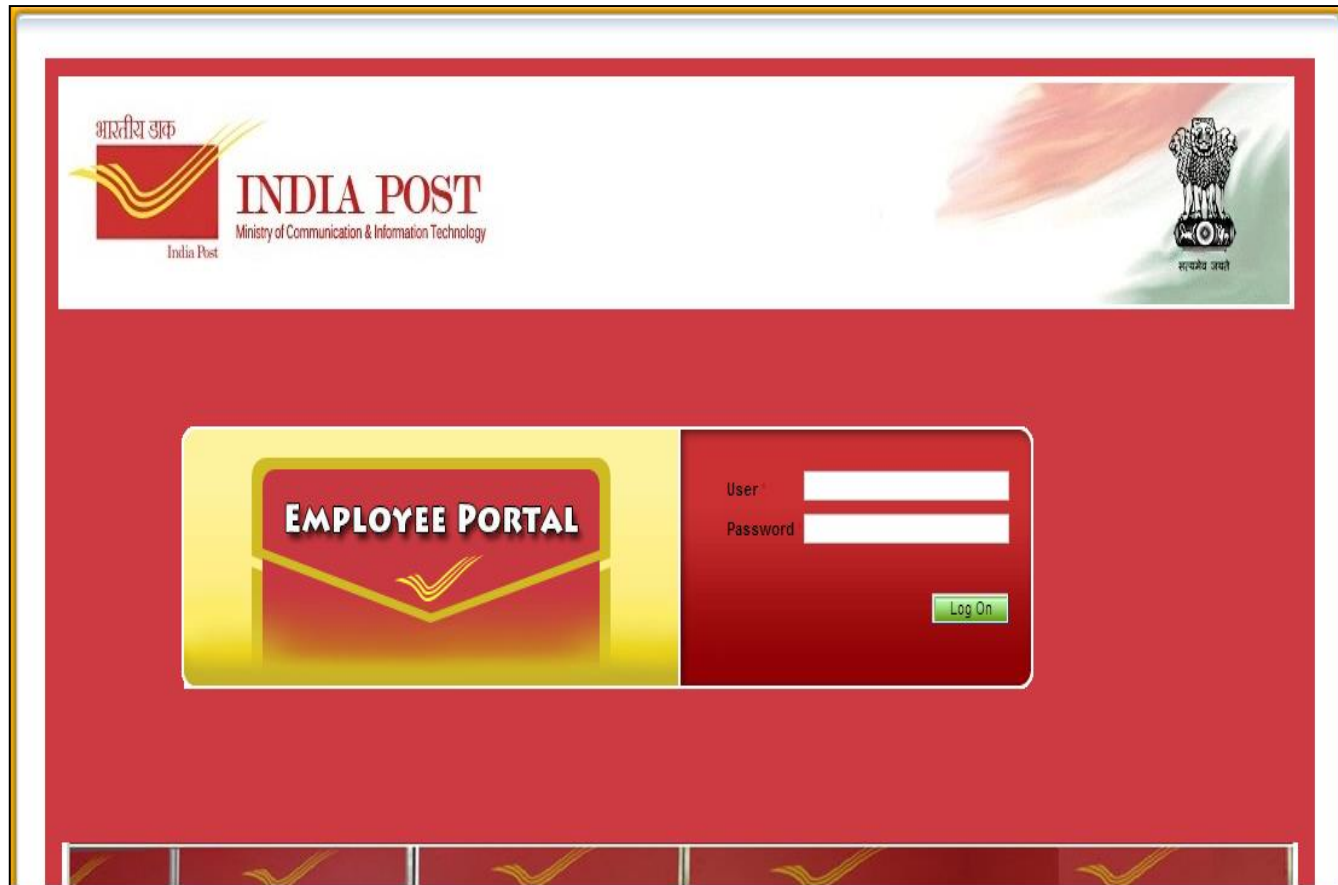 भारतीय डाक
INDIA POST
Ministry of Communication & Information Technology
India Post
सत्यमेव जयते
EMPLOYEE PORTAL
User *
Password
Log On